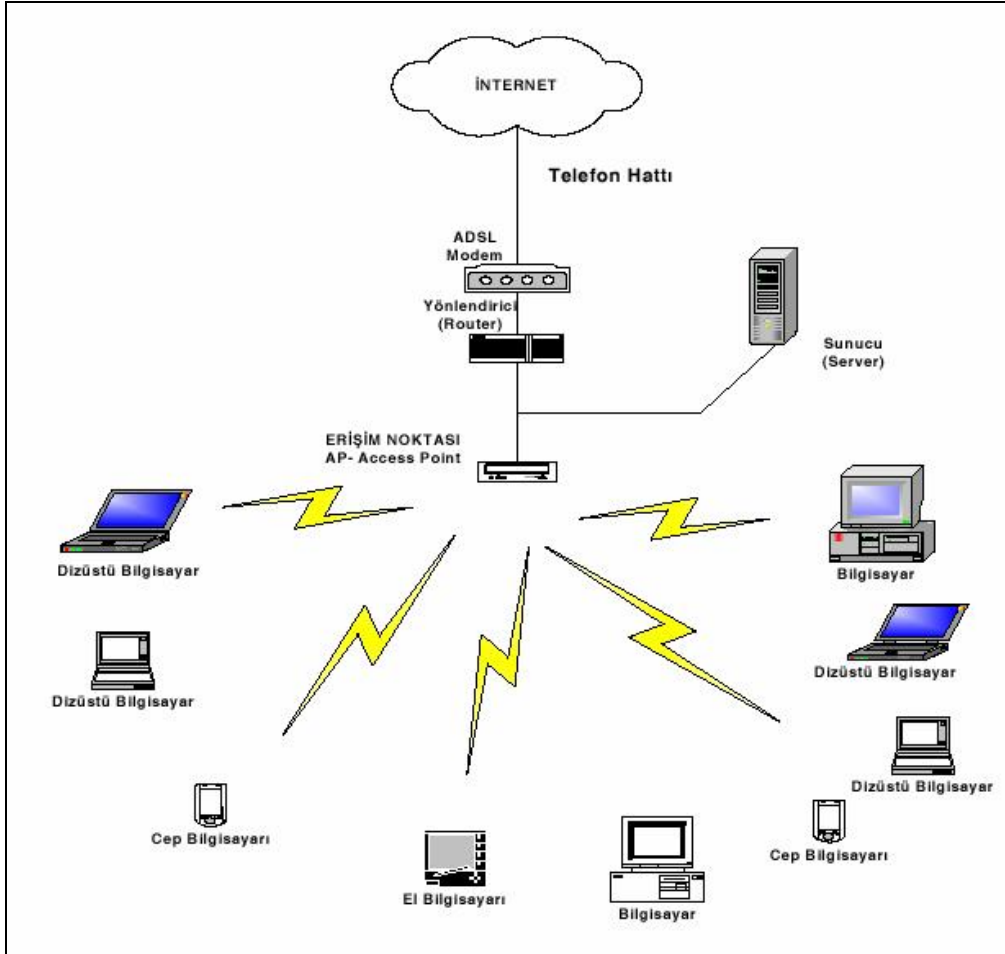 İNTERNET
Telefon Hattı
ADSL
Modem
Yönlendirici
(Router)
Sunucu
(Server)
ERİŞİM NOKTASI
AP- Access Point
Dizüstü Bilgisayar
Bilgisayar
Dizüstü Bilgisayar
Dizüstü Bilgisayar
Dizüstü Bilgisayar
Cep Bilgisayarı
Cep Bilgisayarı
El Bilgisayarı
Bilgisayar